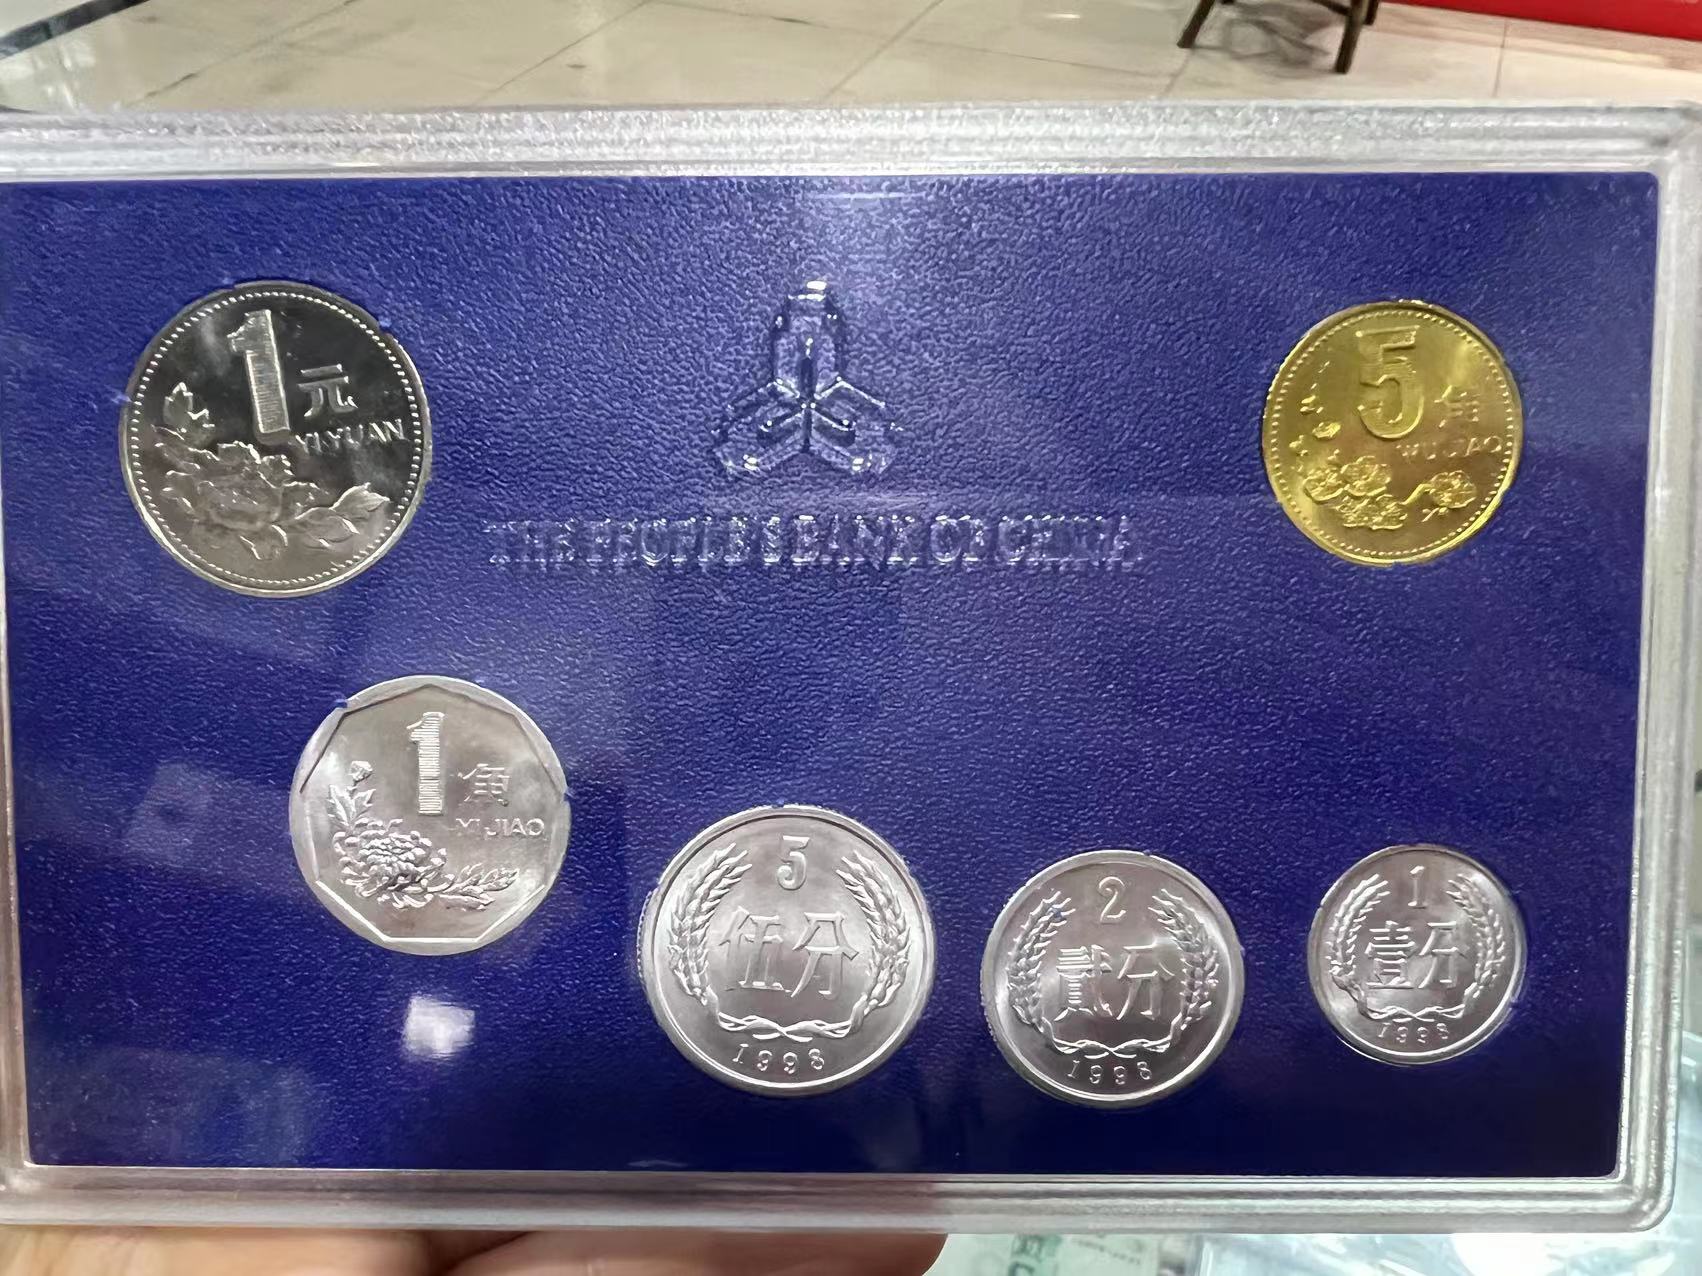 1元
YI YUAN
5角
WU JIAO
THE PEOPLE'S BANK OF CHINA
1角
YI JIAO
5
伍分
1998
2
贰分
1998
1
壹分
1998